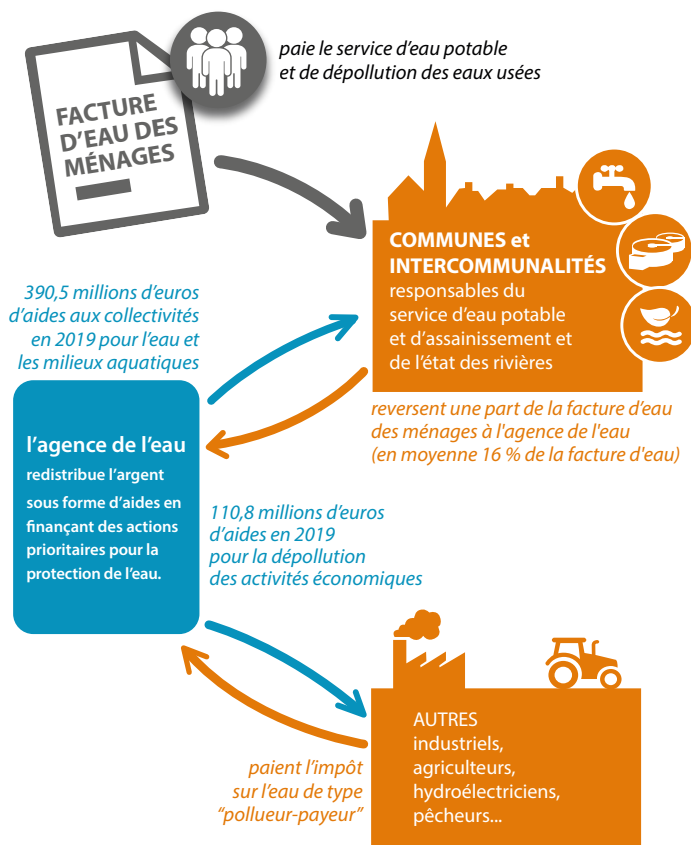 paie le service d’eau potable
et de dépollution des eaux usées
FACTURE
D’EAU DES
MÉNAGES
COMMUNES et
INTERCOMMUNALITÉS
responsables du
service d’eau potable
et d’assainissement et
de l’état des rivières
390,5 millions d’euros
d’aides aux collectivités
en 2019 pour l’eau et
les milieux aquatiques
reversent une part de la facture d’eau
des ménages à l'agence de l'eau
(en moyenne 16 % de la facture d'eau)
l’agence de l’eau
redistribue l’argent
sous forme d’aides en
finançant des actions
prioritaires pour la
protection de l’eau.
110,8 millions d’euros
d’aides en 2019
pour la dépollution
des activités économiques
AUTRES
industriels,
agriculteurs,
hydroélectriciens,
pêcheurs...
paient l’impôt
sur l’eau de type
“pollueur-payeur”